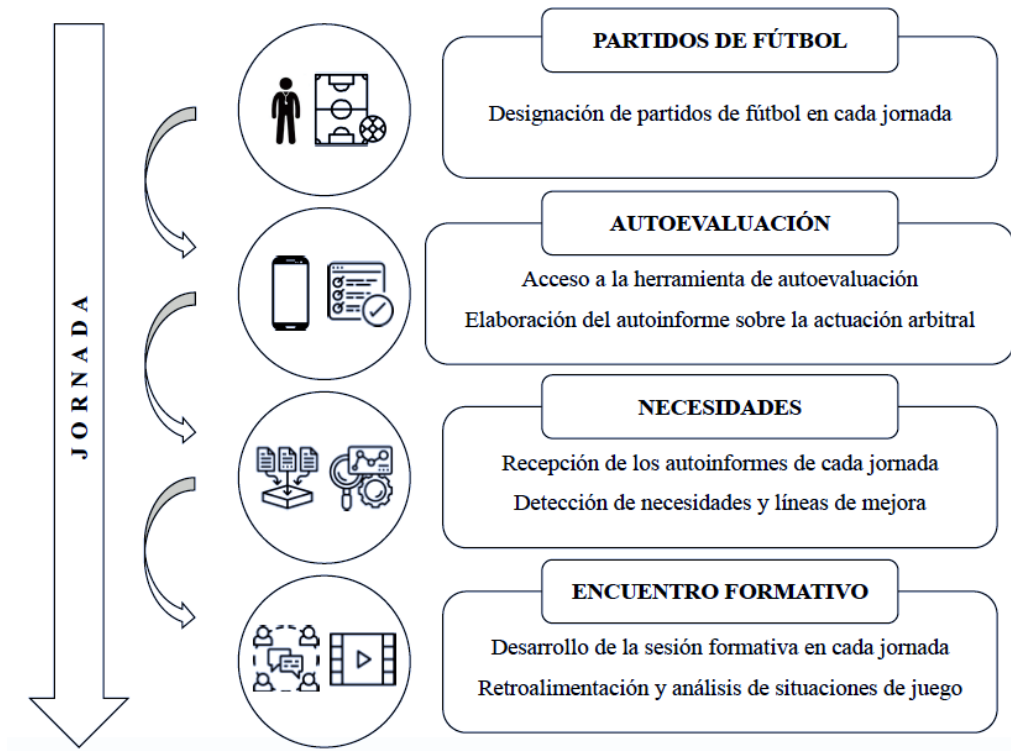 PARTIDOS DE FÚTBOL
Designación de partidos de fútbol en cada jornada
AUTOEVALUACIÓN
Acceso a la herramienta de autoevaluación
Elaboración del autoinforme sobre la actuación arbitral
JORNADA
NECESIDADES
Recepción de los autoinformes de cada jornada
Detección de necesidades y líneas de mejora
ENCUENTRO FORMATIVO
Desarrollo de la sesión formativa en cada jornada
Retroalimentación y análisis de situaciones de juego